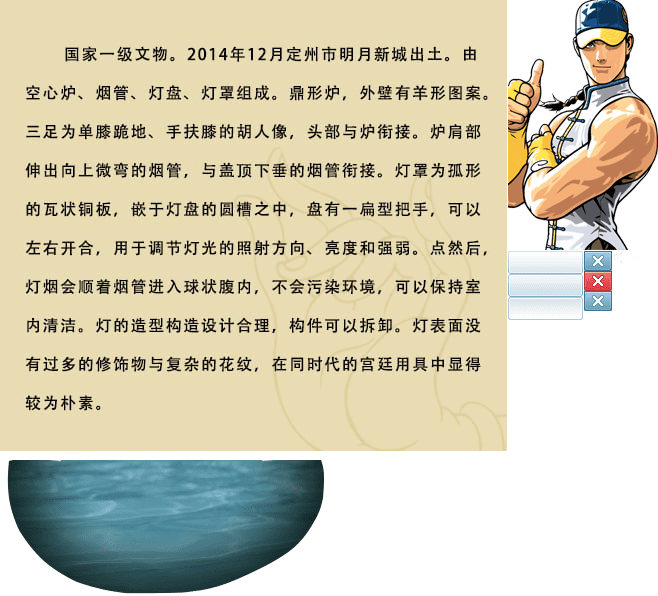 国家一级文物。2014年12月定州市明月新城出土。由
空心炉、烟管、灯盘、灯罩组成。鼎形炉，外壁有羊形图案。
三足为单膝跪地、手扶膝的胡人像，头部与炉衔接。炉肩部
伸出向上微弯的烟管，与盖顶下垂的烟管衔接。灯罩为孤形
的瓦状铜板，嵌于灯盘的圆槽之中，盘有一扁型把手，可以
左右开合，用于调节灯光的照射方向、亮度和强弱。点然后，
灯烟会顺着烟管进入球状腹内，不会污染环境，可以保持室
内清洁。灯的造型构造设计合理，构件可以拆卸。灯表面没
有过多的修饰物与复杂的花纹，在同时代的宫廷用具中显得
较为朴素。